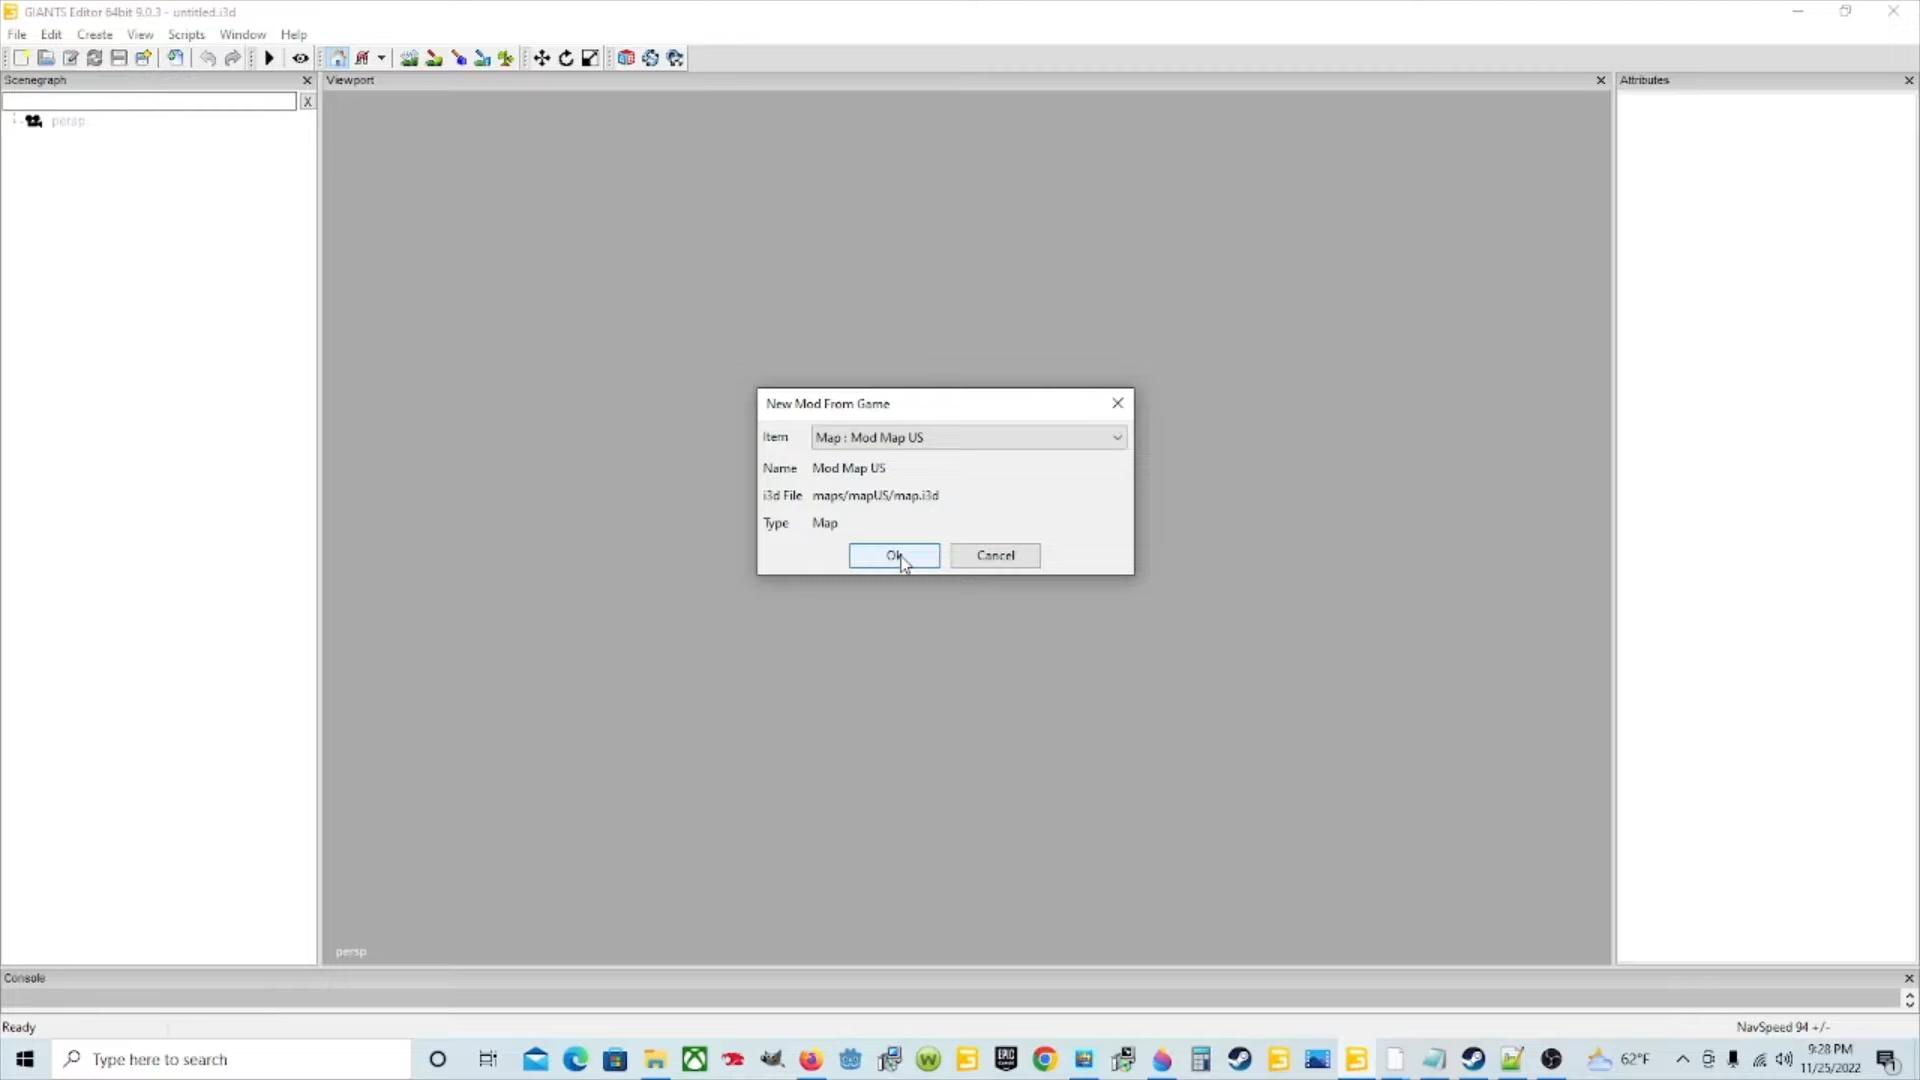 GIANTS Editor 64bit 9.0.3 - untitled.i3d
File Edit Create View Scripts Window Help
Scenegraph
Viewport
Attributes
X
persp
New Mod From Game
Item Map : Mod Map US
Name Mod Map US
i3d File maps/mapUS/map.i3d
Type Map
Ok Cancel
persp
Console
Ready
NavSpeed 94 +/-
Type here to search
EPIC GAMES
62°F
9:28 PM
11/25/2022
1